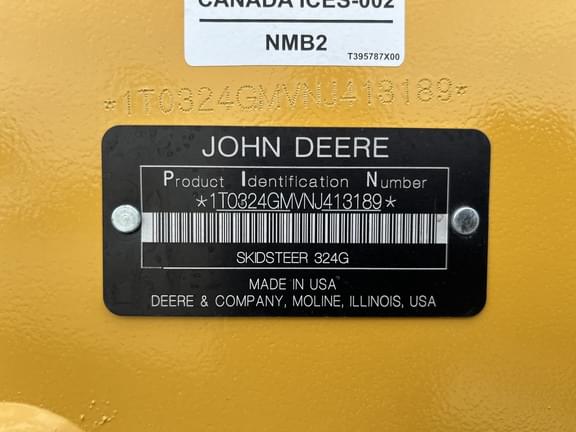 CANADA ICES-002
NMB2
T395787X00
*1T0324GMVNJ413189*
JOHN DEERE
Product Identification Number
*1T0324GMVNJ413189*
SKIDSTEER 324G
MADE IN USA
DEERE & COMPANY, MOLINE, ILLINOIS, USA